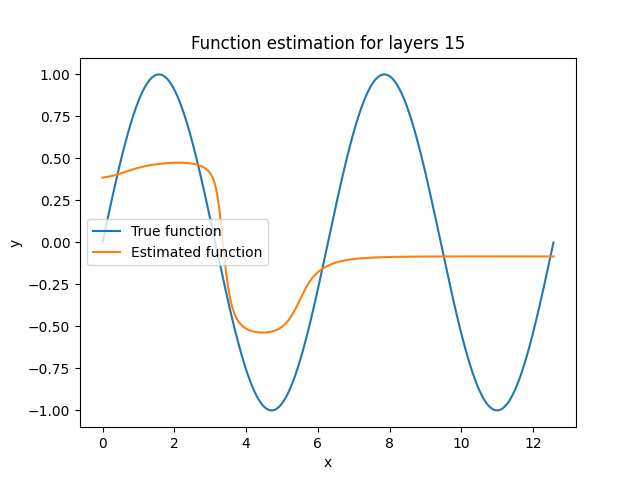 Function estimation for layers 15
1.00
0.75
0.50
0.25
0.00
−0.25
−0.50
−0.75
−1.00
y
True function
Estimated function
0 2 4 6 8 10 12
x